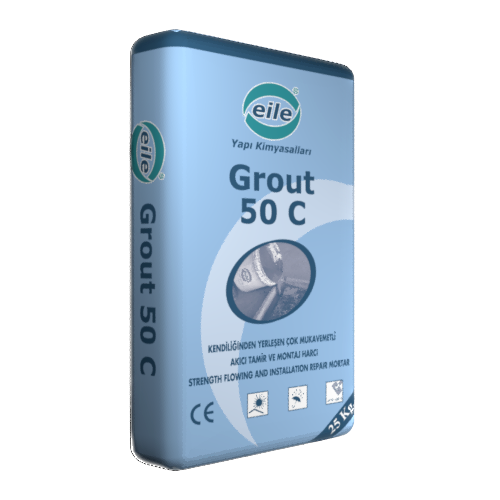 eile
®
Yapı Kimyasalları
Grout
50 C
KENDİLİĞİNDEN YERLEŞEN ÇOK MUKAVEMETLİ
AKICI TAMİR VE MONTAJ HARCI
STRENGTH FLOWING AND INSTALLATION REPAIR MORTAR
CE
25 Kg
eile
Grout 50 C